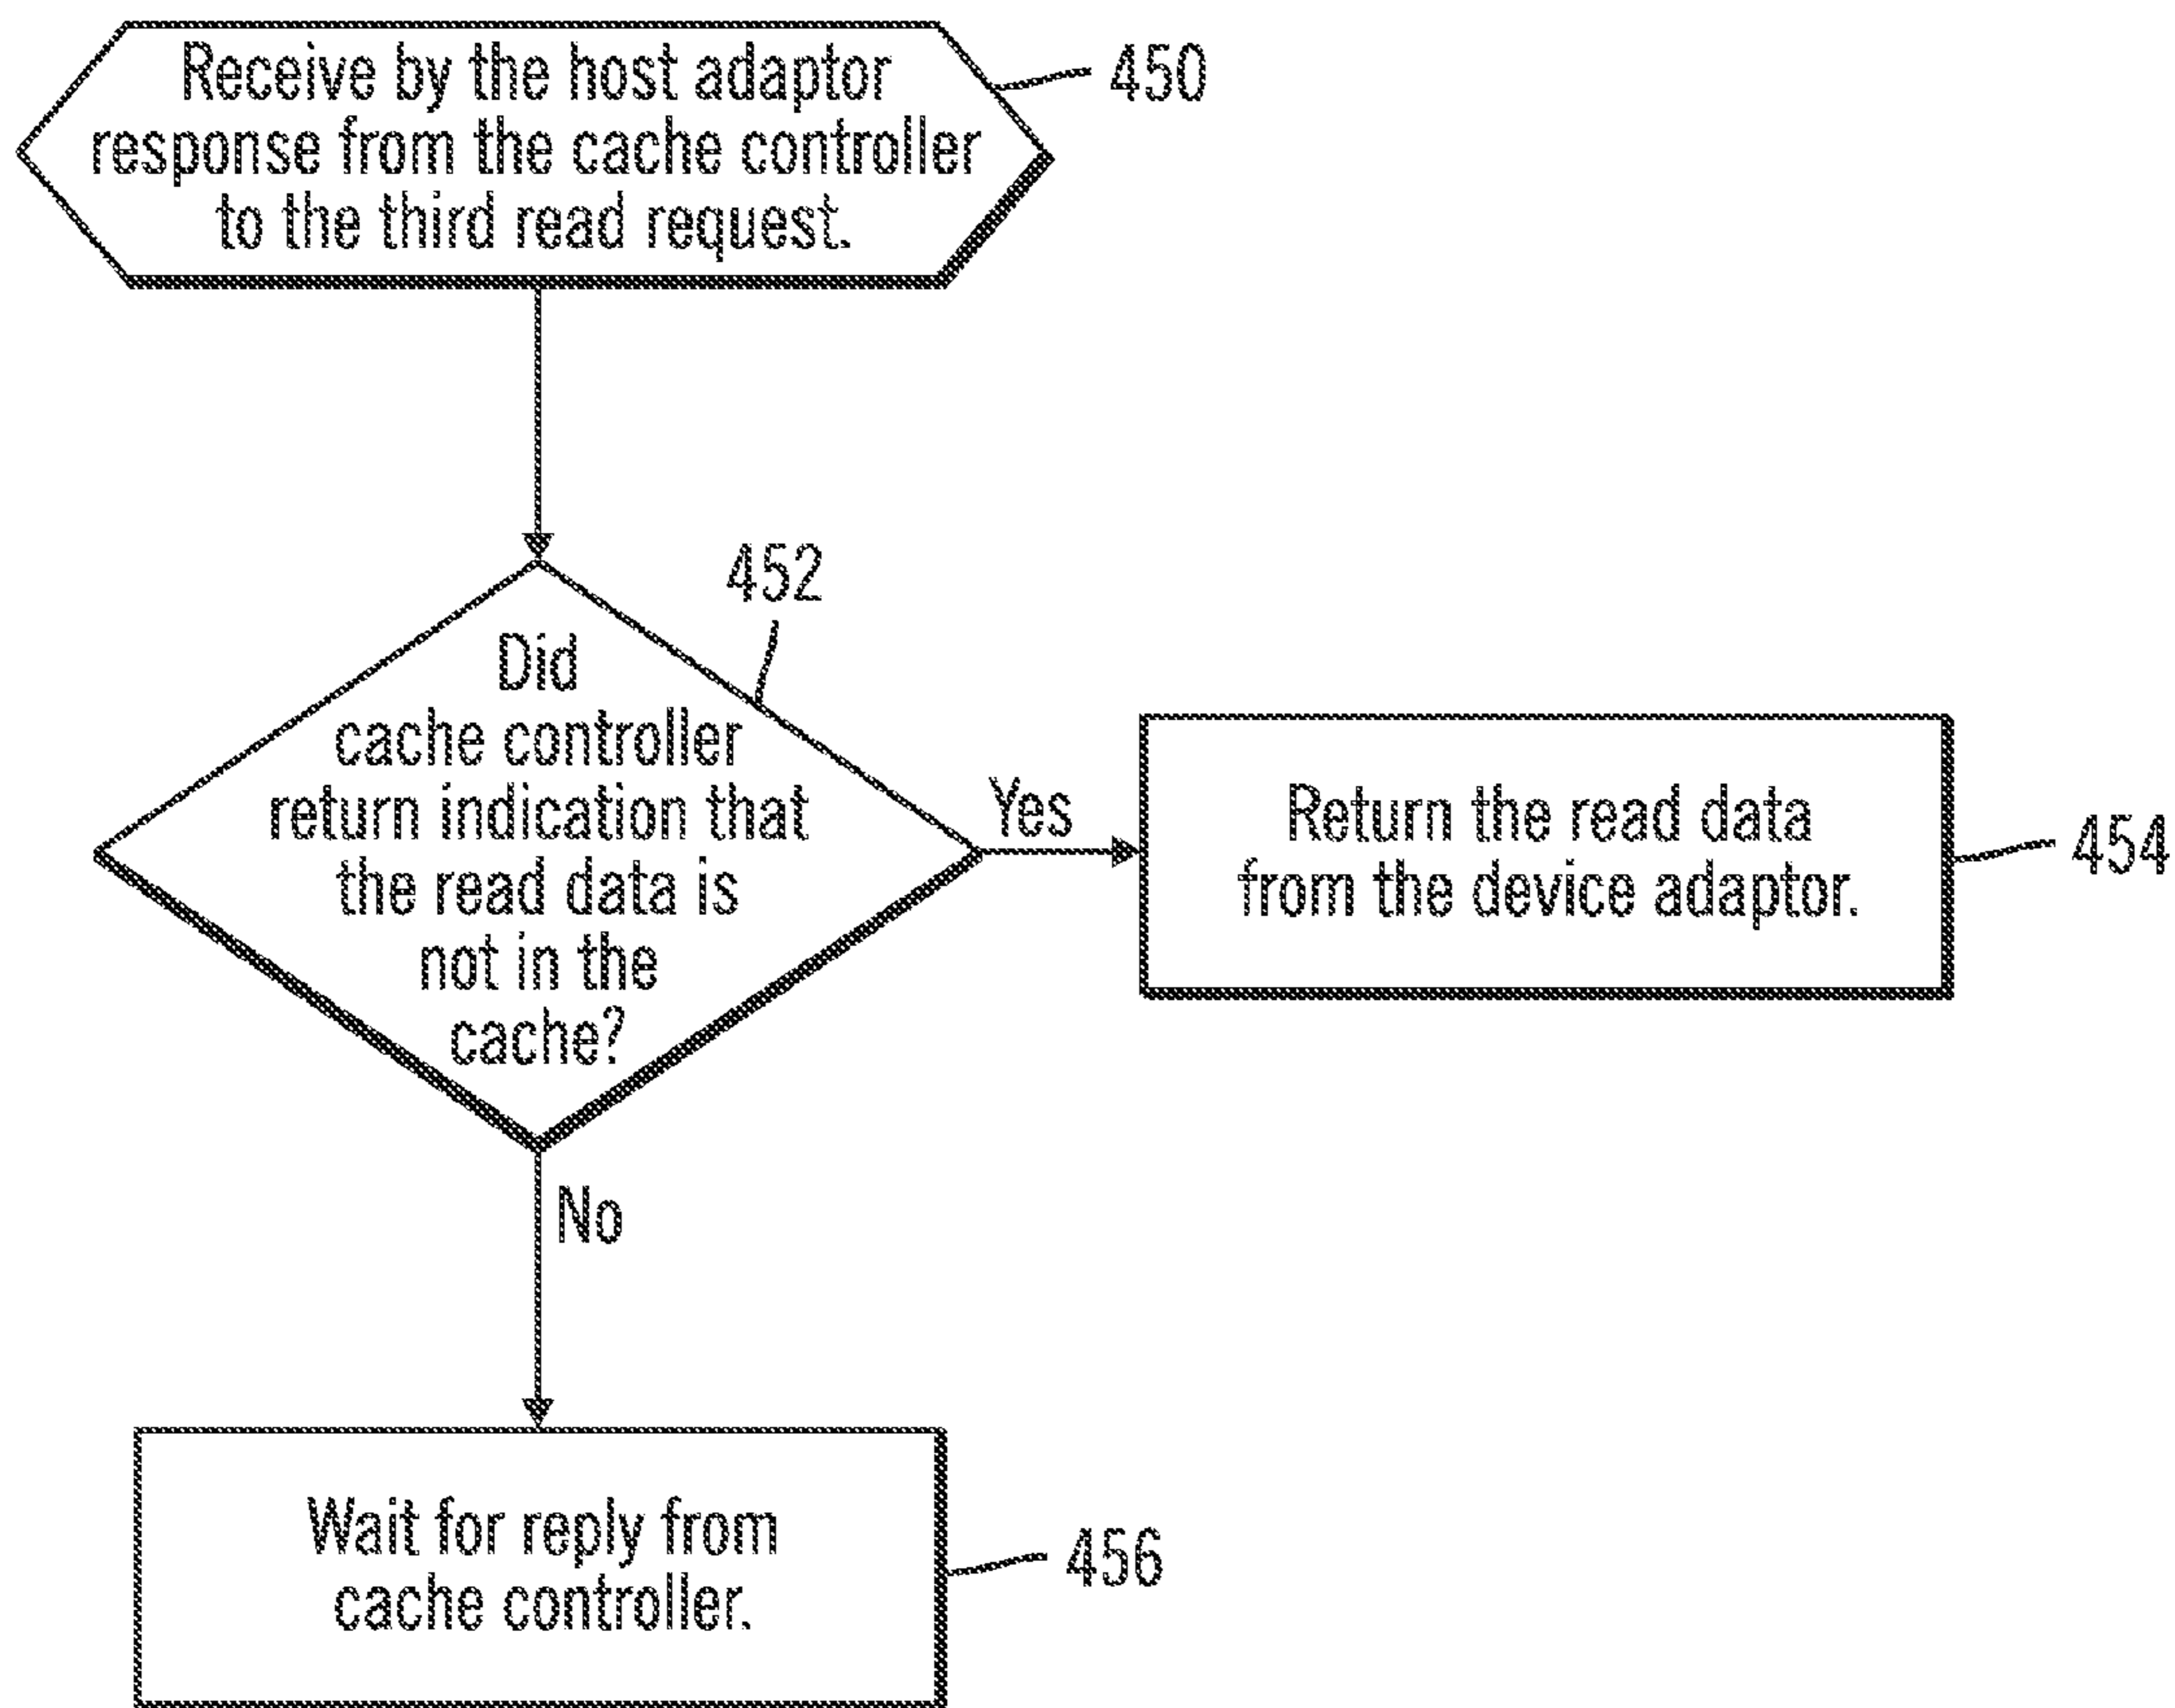 Receive by the host adaptor
response from the cache controller
to the third read request.
450
452
Did
cache controller
return indication that
the read data is
not in the
cache?
Yes
Return the read data
from the device adaptor.
454
No
Wait for reply from
cache controller.
456